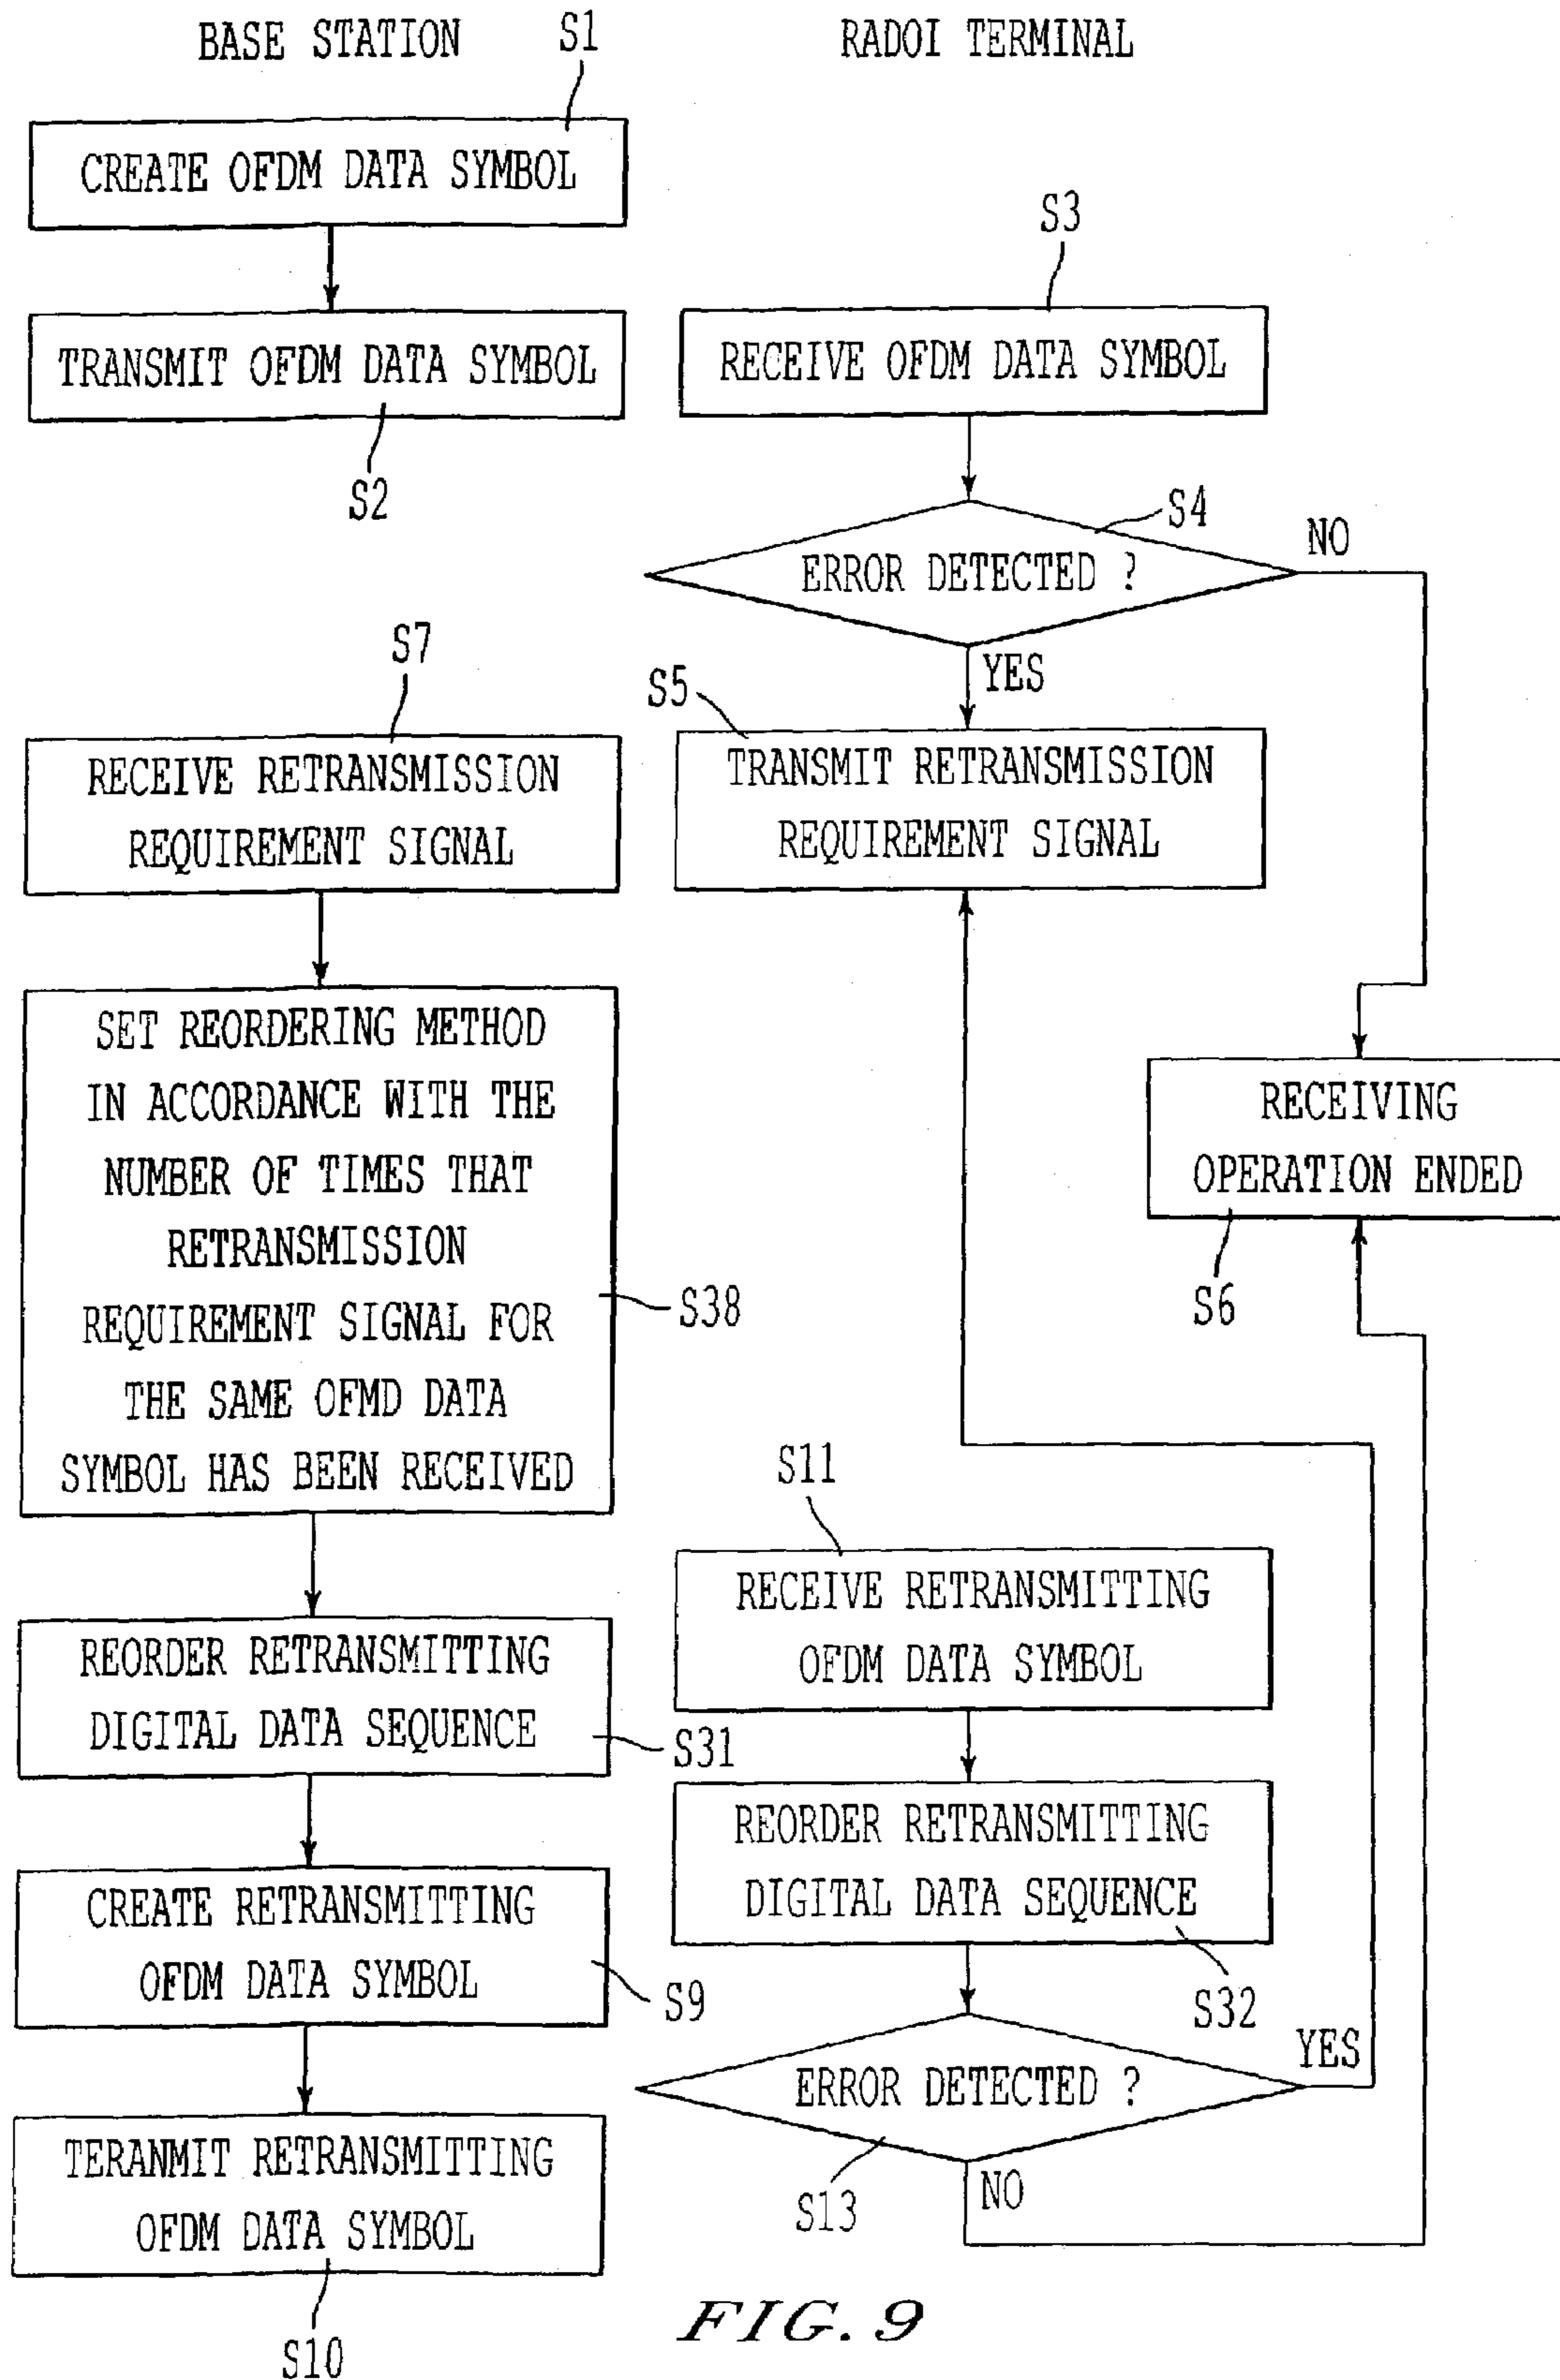 BASE STATION
S1
RADOI TERMINAL
CREATE OFDM DATA SYMBOL
S3
TRANSMIT OFDM DATA SYMBOL
S2
RECEIVE OFDM DATA SYMBOL
S4
NO
ERROR DETECTED ?
YES
S7
S5
RECEIVE RETRANSMISSION
REQUIREMENT SIGNAL
TRANSMIT RETRANSMISSION
REQUIREMENT SIGNAL
SET REORDERING METHOD
IN ACCORDANCE WITH THE
NUMBER OF TIMES THAT
RETRANSMISSION
REQUIREMENT SIGNAL FOR
THE SAME OFMD DATA
SYMBOL HAS BEEN RECEIVED
S38
RECEIVING
OPERATION ENDED
S6
S11
RECEIVE RETRANSMITTING
OFDM DATA SYMBOL
REORDER RETRANSMITTING
DIGITAL DATA SEQUENCE
S31
REORDER RETRANSMITTING
DIGITAL DATA SEQUENCE
S32
CREATE RETRANSMITTING
OFDM DATA SYMBOL
S9
YES
ERROR DETECTED ?
S13
NO
TERANMIT RETRANSMITTING
OFDM DATA SYMBOL
S10
FIG. 9